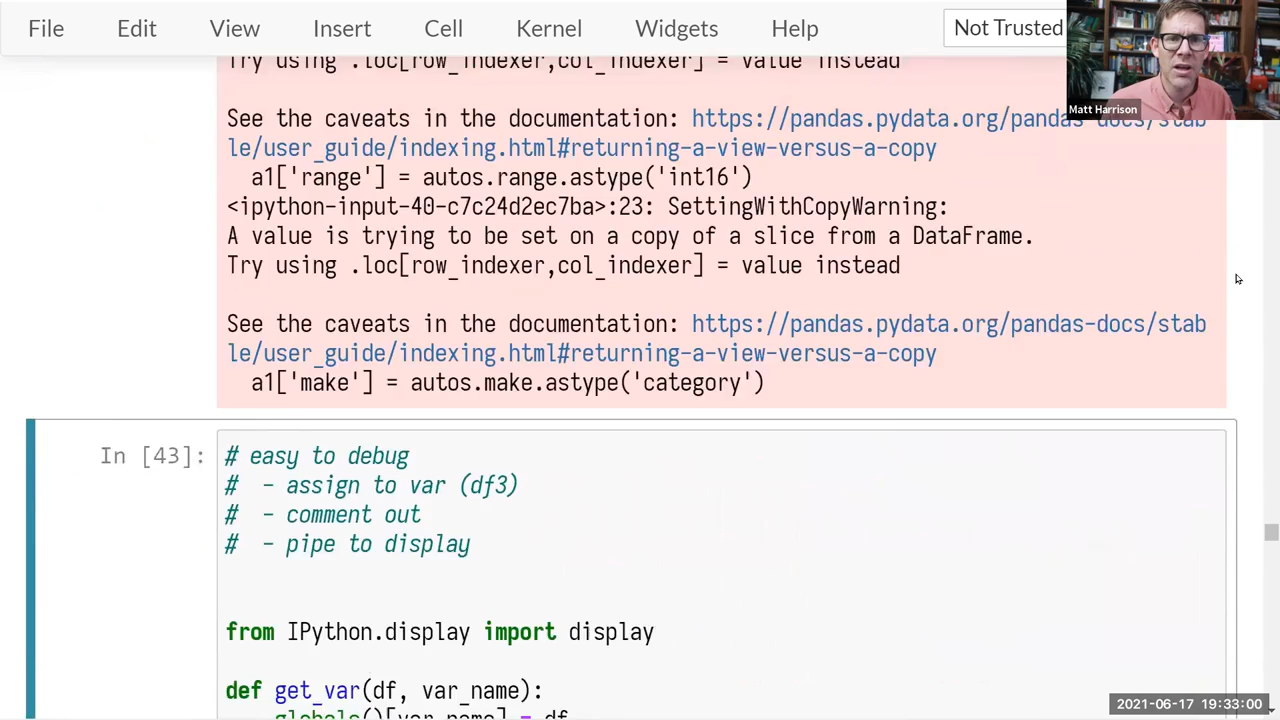 File Edit View Insert Cell Kernel Widgets Help Not Trusted
Try using .loc[row_indexer,col_indexer] = value instead
Matt Harrison
See the caveats in the documentation: https://pandas.pydata.org/pandas-docs/stab
le/user_guide/indexing.html#returning-a-view-versus-a-copy
a1['range'] = autos.range.astype('int16')
<ipython-input-40-c7c24d2ec7ba>:23: SettingWithCopyWarning:
A value is trying to be set on a copy of a slice from a DataFrame.
Try using .loc[row_indexer,col_indexer] = value instead
See the caveats in the documentation: https://pandas.pydata.org/pandas-docs/stab
le/user_guide/indexing.html#returning-a-view-versus-a-copy
a1['make'] = autos.make.astype('category')
In [43]: # easy to debug
# - assign to var (df3)
# - comment out
# - pipe to display
from IPython.display import display
def get_var(df, var_name):
globals()[var_name] = df
2021-06-17 19:33:00